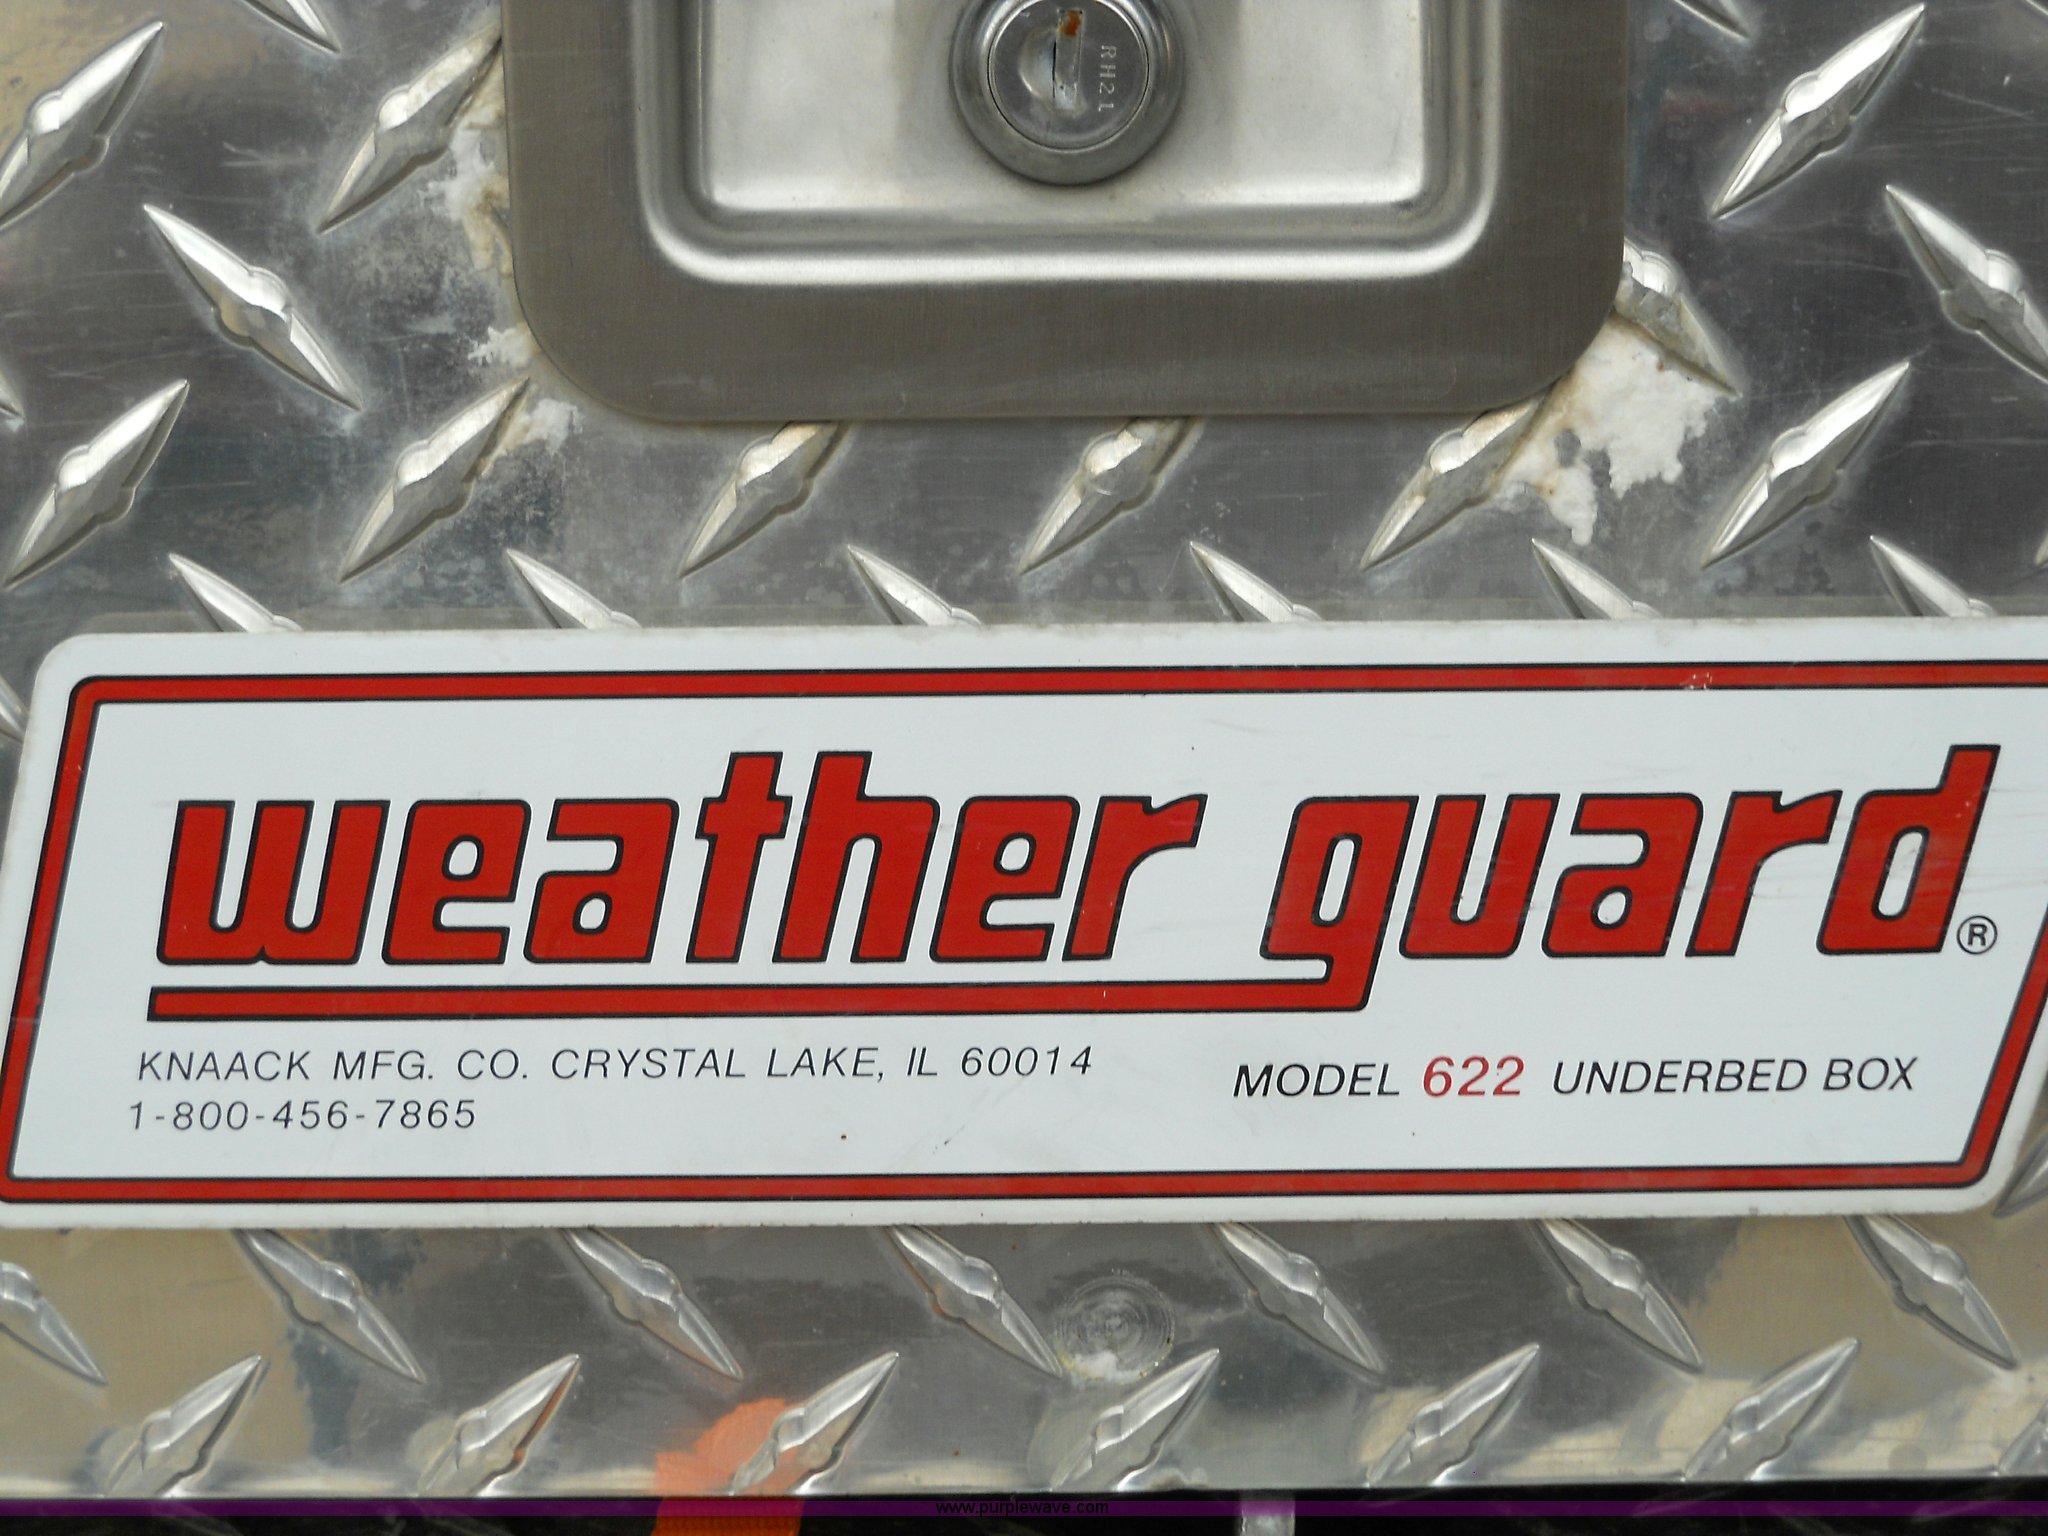 RH21
weather guard®
KNAACK MFG. CO. CRYSTAL LAKE, IL 60014
1-800-456-7865
MODEL 622 UNDERBED BOX
www.purplewave.com